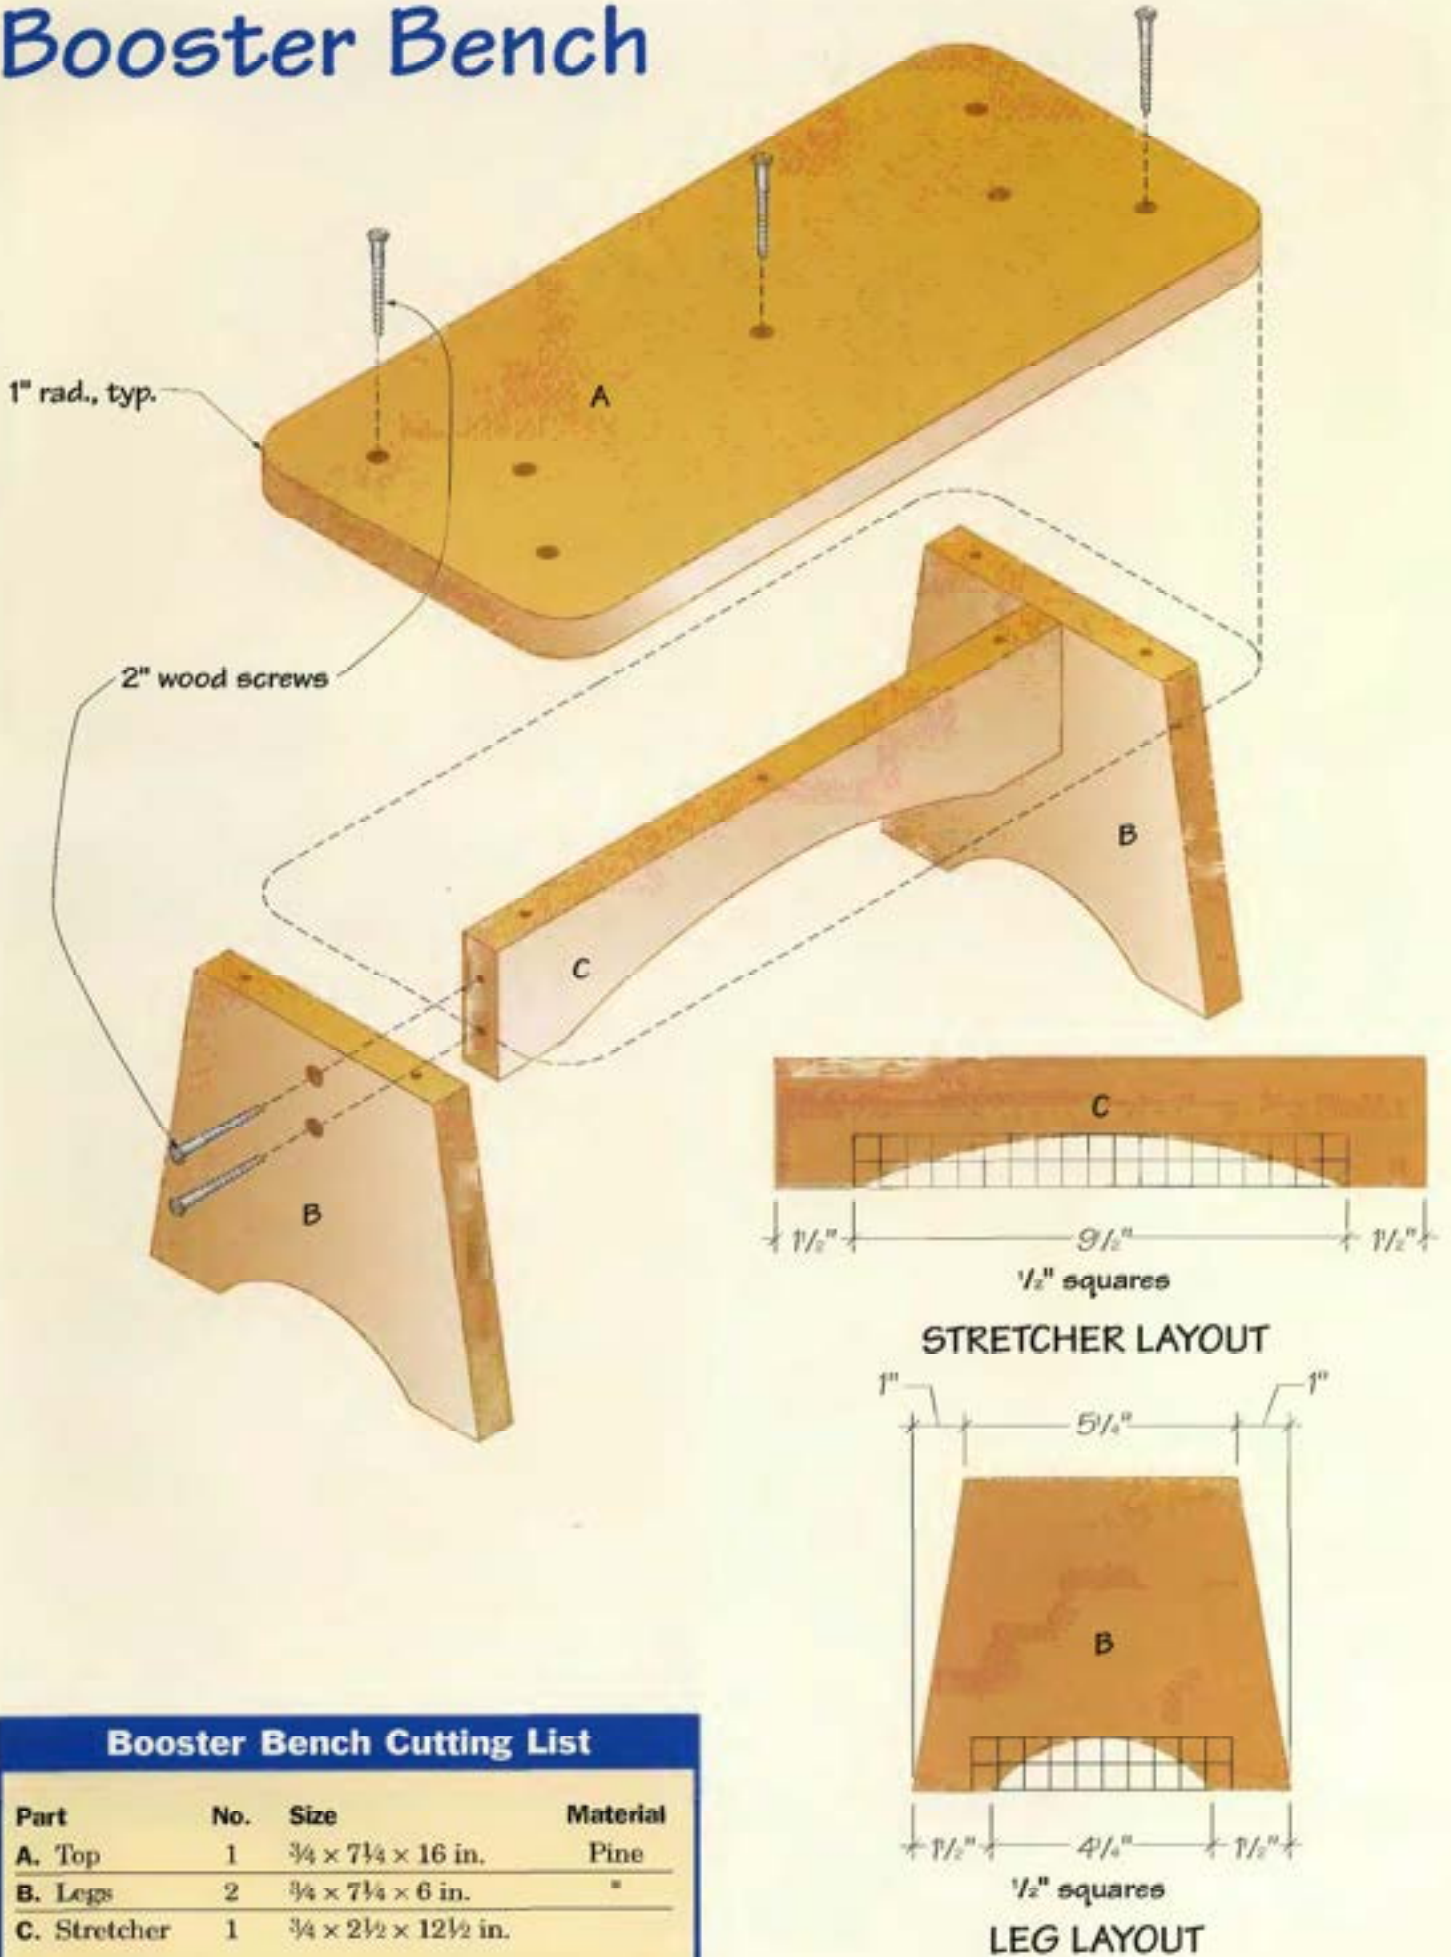 Booster Bench
1" rad., typ.
A
2" wood screws
B
C
B
C
1½" 9½" 1½"
½" squares
STRETCHER LAYOUT
1" 5¼" 1"
B
1½" 4¼" 1½"
½" squares
LEG LAYOUT
Booster Bench Cutting List
Part No. Size Material
A. Top 1 ¾ × 7¼ × 16 in. Pine
B. Legs 2 ¾ × 7¼ × 6 in. "
C. Stretcher 1 ¾ × 2½ × 12½ in.